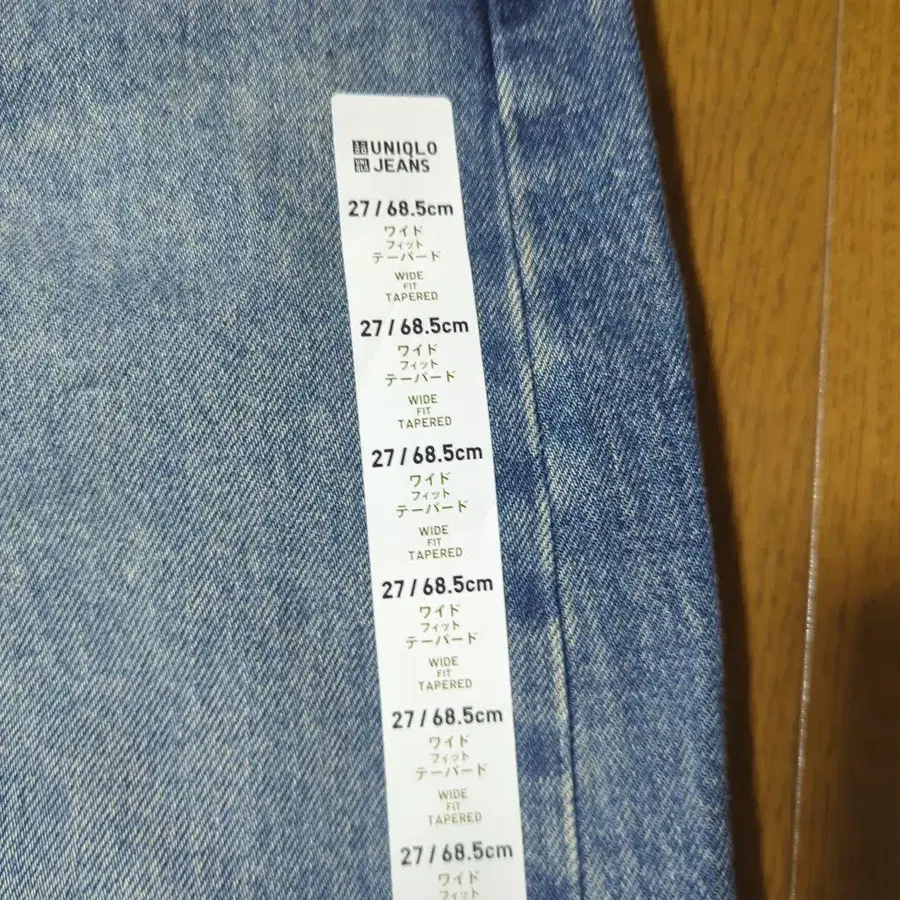 UNIQLO
JEANS
27 / 68.5cm
ワイド
フィット
テーパード
WIDE
FIT
TAPERED
27 / 68.5cm
ワイド
フィット
テーパード
WIDE
FIT
TAPERED
27 / 68.5cm
ワイド
フィット
テーパード
WIDE
FIT
TAPERED
27 / 68.5cm
ワイド
フィット
テーパード
WIDE
FIT
TAPERED
27 / 68.5cm
ワイド
フィット
テーパード
WIDE
FIT
TAPERED
27 / 68.5cm
ワイド
フィット